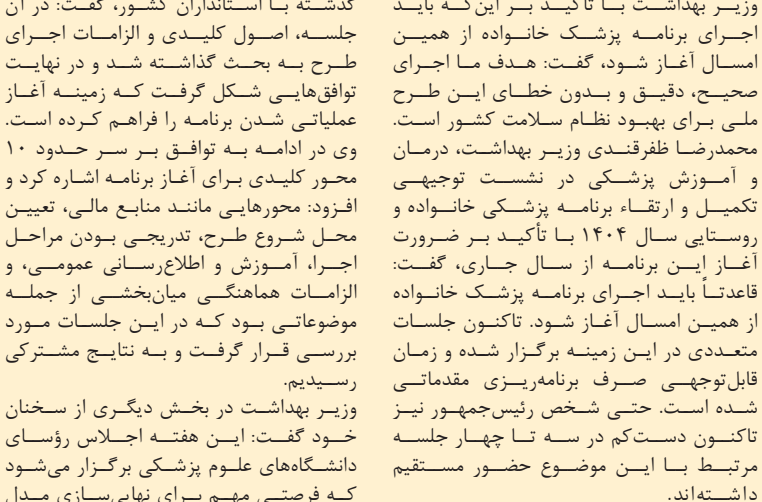 وزیر بهداشت با تأکید بر این‌که باید
اجرای برنامه پزشک خانواده از همین
امسال آغاز شود، گفت: هدف ما اجرای
صحیح، دقیق و بدون خطای این طرح
ملی برای بهبود نظام سلامت کشور است.
محمدرضا ظفرقندی وزیر بهداشت، درمان
و آموزش پزشکی در نشست توجیهی
تکمیل و ارتقاء برنامه پزشکی خانواده و
روستایی سال ۱۴۰۴ با تأکید بر ضرورت
آغاز این برنامه از سال جاری، گفت:
قاعدتاً باید اجرای برنامه پزشک خانواده
از همین امسال آغاز شود. تاکنون جلسات
متعددی در این زمینه برگزار شده و زمان
قابل‌توجهی صرف برنامه‌ریزی مقدماتی
شده است. حتی شخص رئیس‌جمهور نیز
تاکنون دست‌کم در سه تا چهار جلسه
مرتبط با این موضوع حضور مستقیم
داشته‌اند.
گذشته با استانداران کشور، گفت: در آن
جلسه، اصول کلیدی و الزامات اجرای
طرح به بحث گذاشته شد و در نهایت
توافق‌هایی شکل گرفت که زمینه آغاز
عملیاتی شدن برنامه را فراهم کرده است.
وی در ادامه به توافق بر سر حدود ۱۰
محور کلیدی برای آغاز برنامه اشاره کرد و
افزود: محورهایی مانند منابع مالی، تعیین
محل شروع طرح، تدریجی بودن مراحل
اجرا، آموزش و اطلاع‌رسانی عمومی، و
الزامات هماهنگی میان‌بخشی از جمله
موضوعاتی بود که در این جلسات مورد
بررسی قرار گرفت و به نتایج مشترکی
رسیدیم.
وزیر بهداشت در بخش دیگری از سخنان
خود گفت: این هفته اجلاس رؤسای
دانشگاه‌های علوم پزشکی برگزار می‌شود
که فرصتی مهم برای نهایی‌سازی مدل